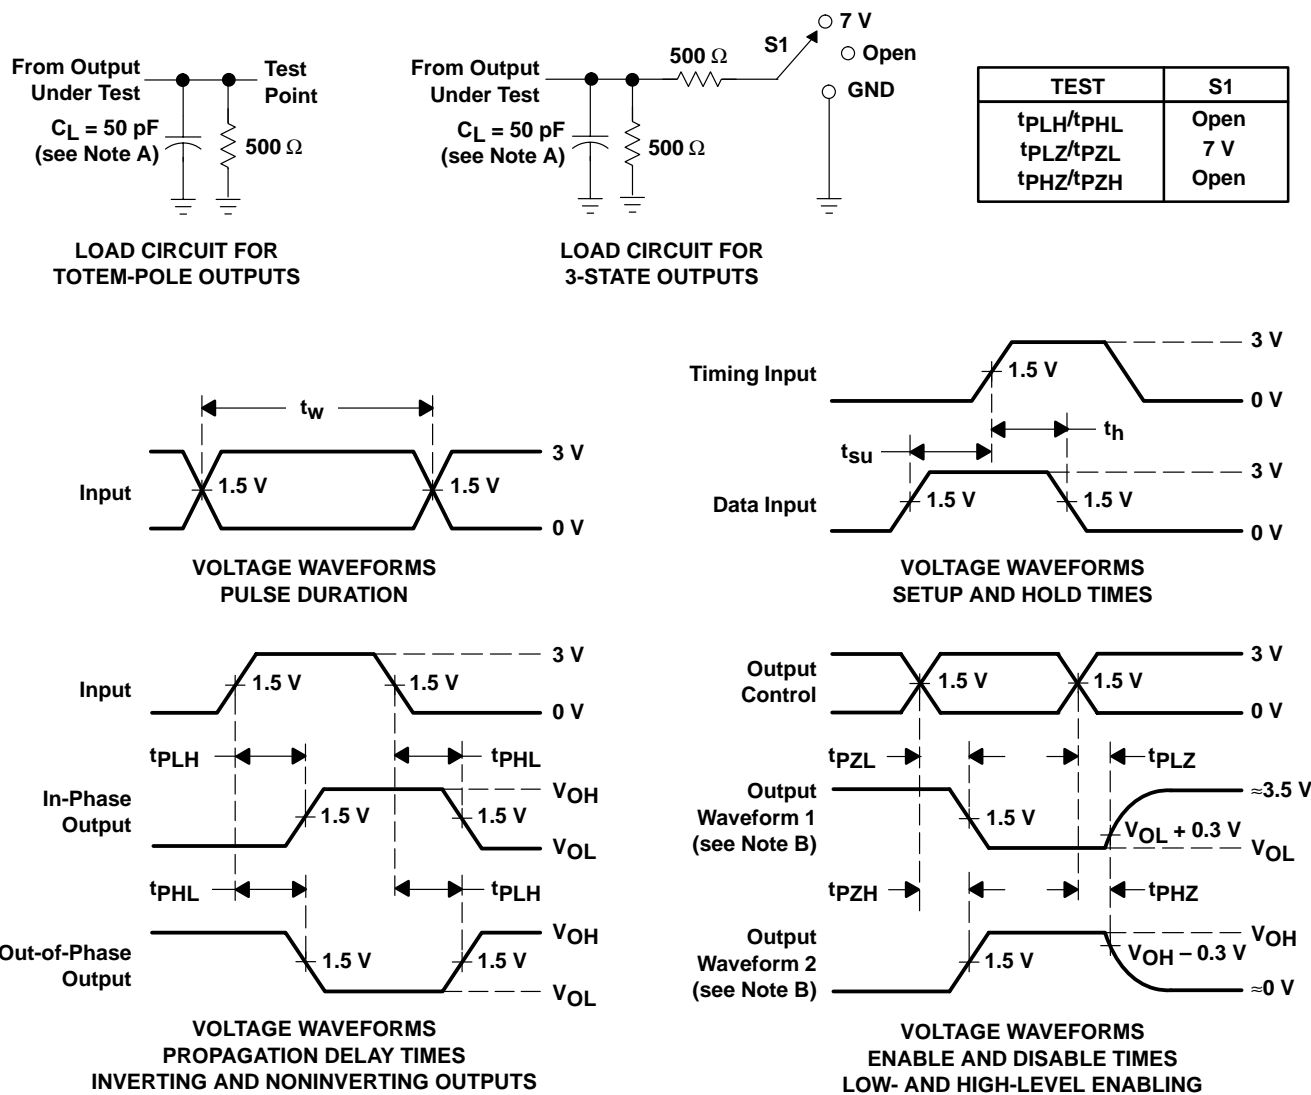 From Output
Under Test
Test
Point
CL = 50 pF
(see Note A)
500 Ω
LOAD CIRCUIT FOR
TOTEM-POLE OUTPUTS
From Output
Under Test
500 Ω
S1
7 V
Open
GND
CL = 50 pF
(see Note A)
500 Ω
LOAD CIRCUIT FOR
3-STATE OUTPUTS
TEST S1
tPLH/tPHL Open
tPLZ/tPZL 7 V
tPHZ/tPZH Open
tw
Input
1.5 V
1.5 V
3 V
0 V
VOLTAGE WAVEFORMS
PULSE DURATION
Timing Input
1.5 V
3 V
0 V
tsu
th
Data Input
1.5 V
1.5 V
3 V
0 V
VOLTAGE WAVEFORMS
SETUP AND HOLD TIMES
Input
1.5 V
1.5 V
3 V
0 V
tPLH
tPHL
In-Phase
Output
1.5 V
1.5 V
VOH
VOL
tPHL
tPLH
Out-of-Phase
Output
1.5 V
1.5 V
VOH
VOL
VOLTAGE WAVEFORMS
PROPAGATION DELAY TIMES
INVERTING AND NONINVERTING OUTPUTS
Output
Control
1.5 V
1.5 V
3 V
0 V
tPZL
tPLZ
Output
Waveform 1
(see Note B)
1.5 V
VOL + 0.3 V
≈3.5 V
VOL
tPZH
tPHZ
Output
Waveform 2
(see Note B)
1.5 V
VOH – 0.3 V
VOH
≈0 V
VOLTAGE WAVEFORMS
ENABLE AND DISABLE TIMES
LOW- AND HIGH-LEVEL ENABLING